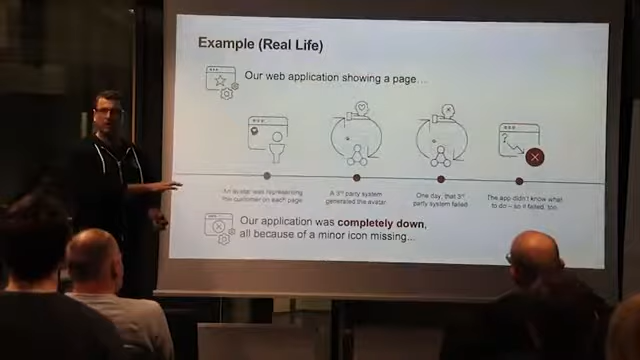 Example (Real Life)
Our web application showing a page...
An avatar was representing
the customer on each page
A 3rd party system
generated the avatar
One day, that 3rd
party system failed
The app didn't know what
to do – so it failed, too
Our application was completely down,
all because of a minor icon missing...